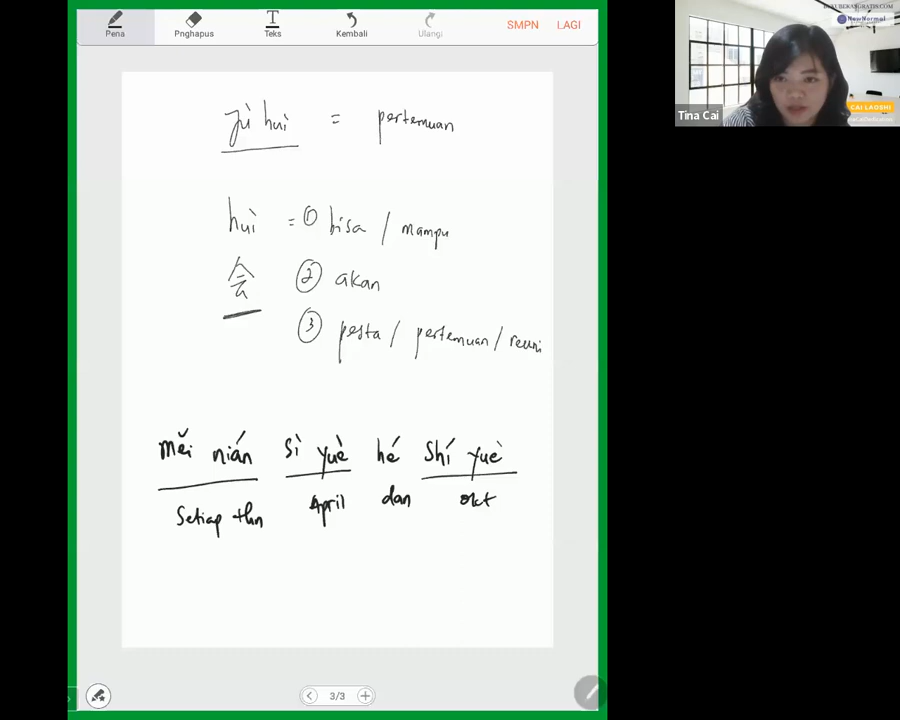 Pena Pnghapus Teks Kembali Ulangi SMPN LAGI
jù huì = pertemuan
huì = ① bisa / mampu
会 ② akan
③ pesta / pertemuan / reuni
měi nián sì yuè hé shí yuè
Setiap thn April dan okt
3/3
NewNormal
CAI LAOSHI
Tina Cai